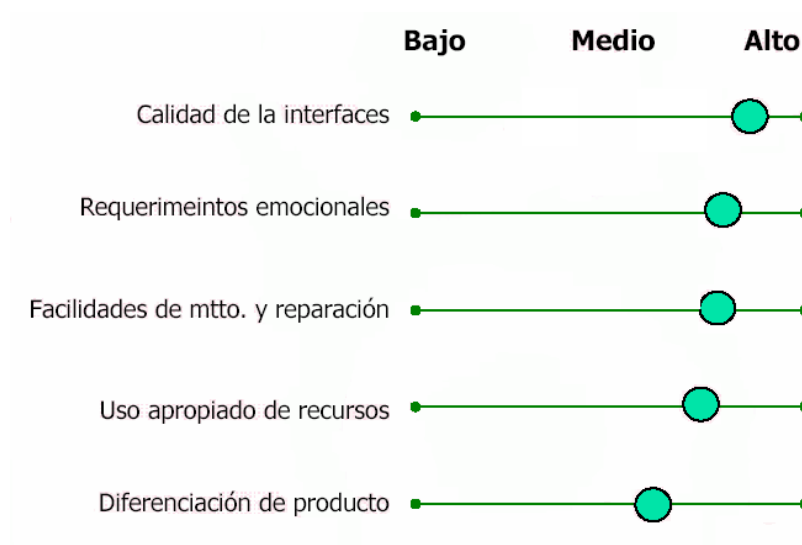 Bajo Medio Alto
Calidad de la interfaces
Requerimeintos emocionales
Facilidades de mtto. y reparación
Uso apropiado de recursos
Diferenciación de producto